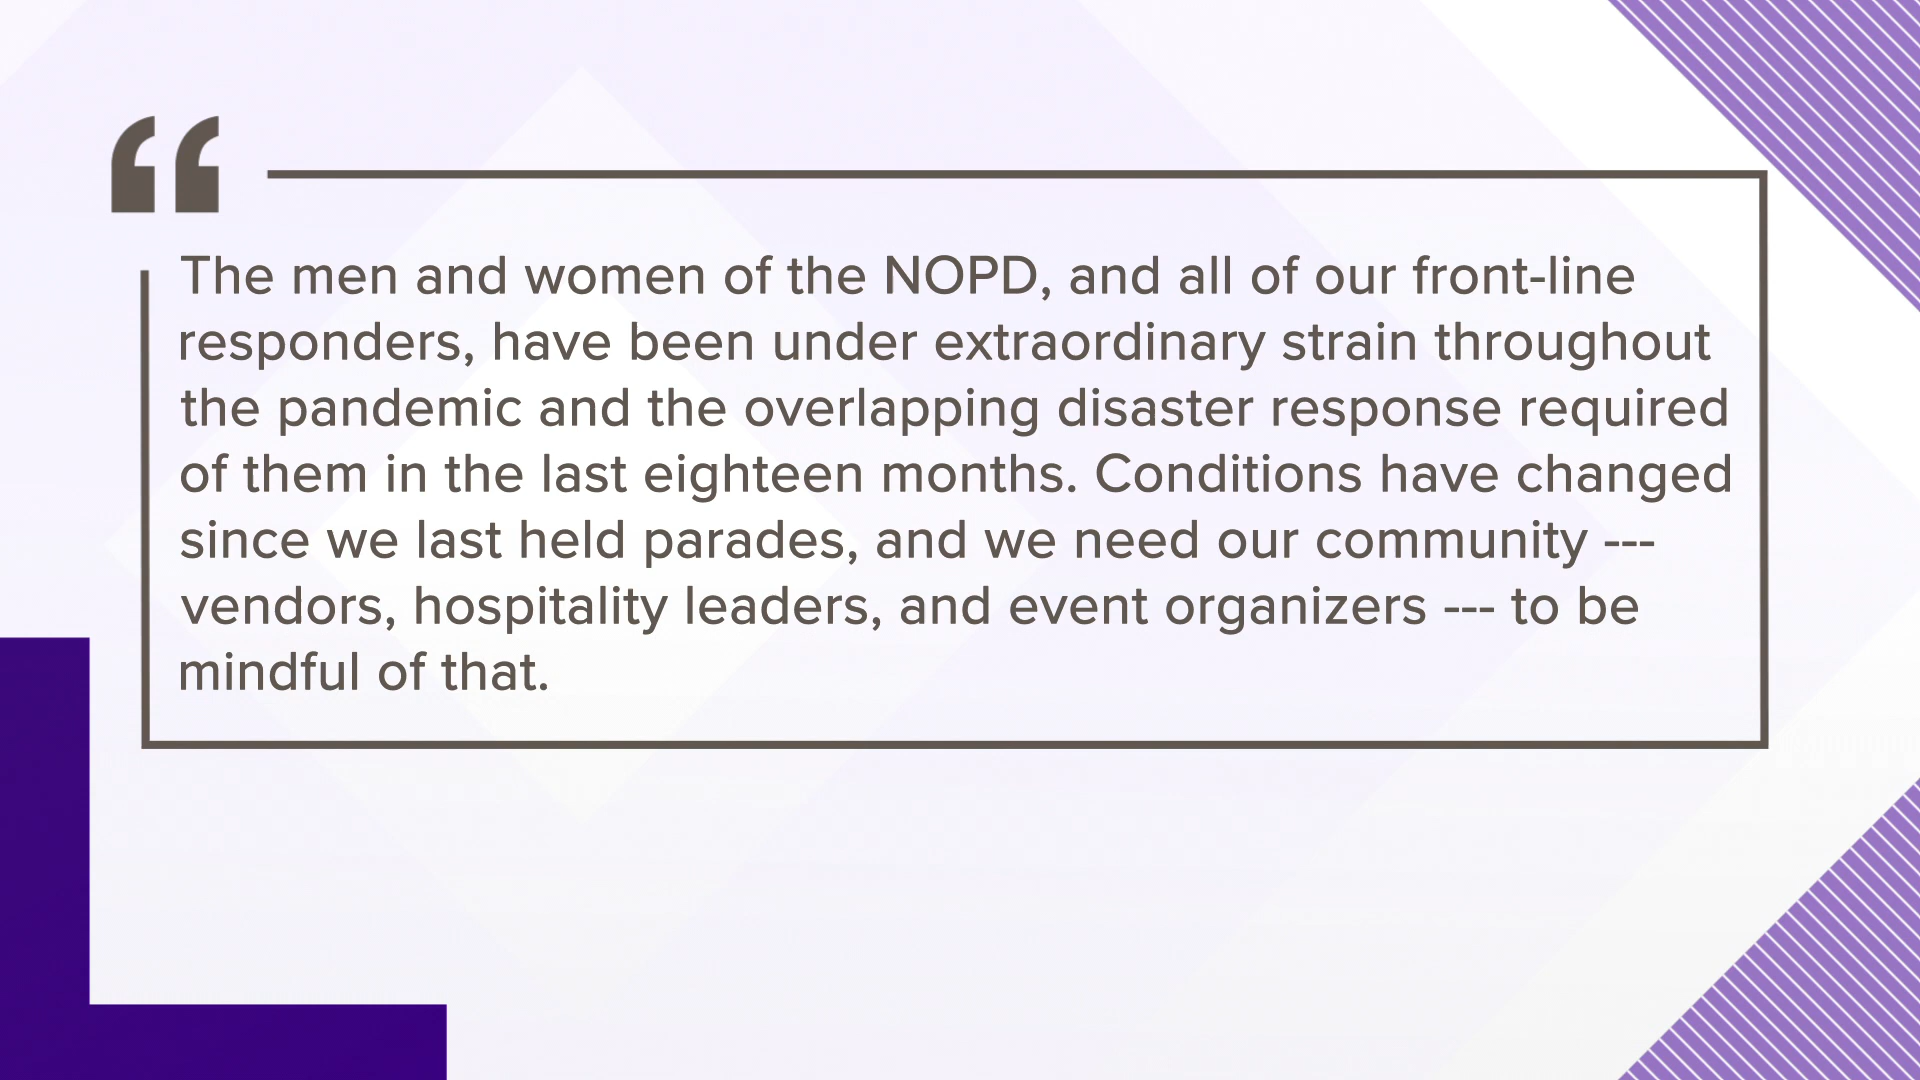 “
The men and women of the NOPD, and all of our front-line
responders, have been under extraordinary strain throughout
the pandemic and the overlapping disaster response required
of them in the last eighteen months. Conditions have changed
since we last held parades, and we need our community ---
vendors, hospitality leaders, and event organizers --- to be
mindful of that.